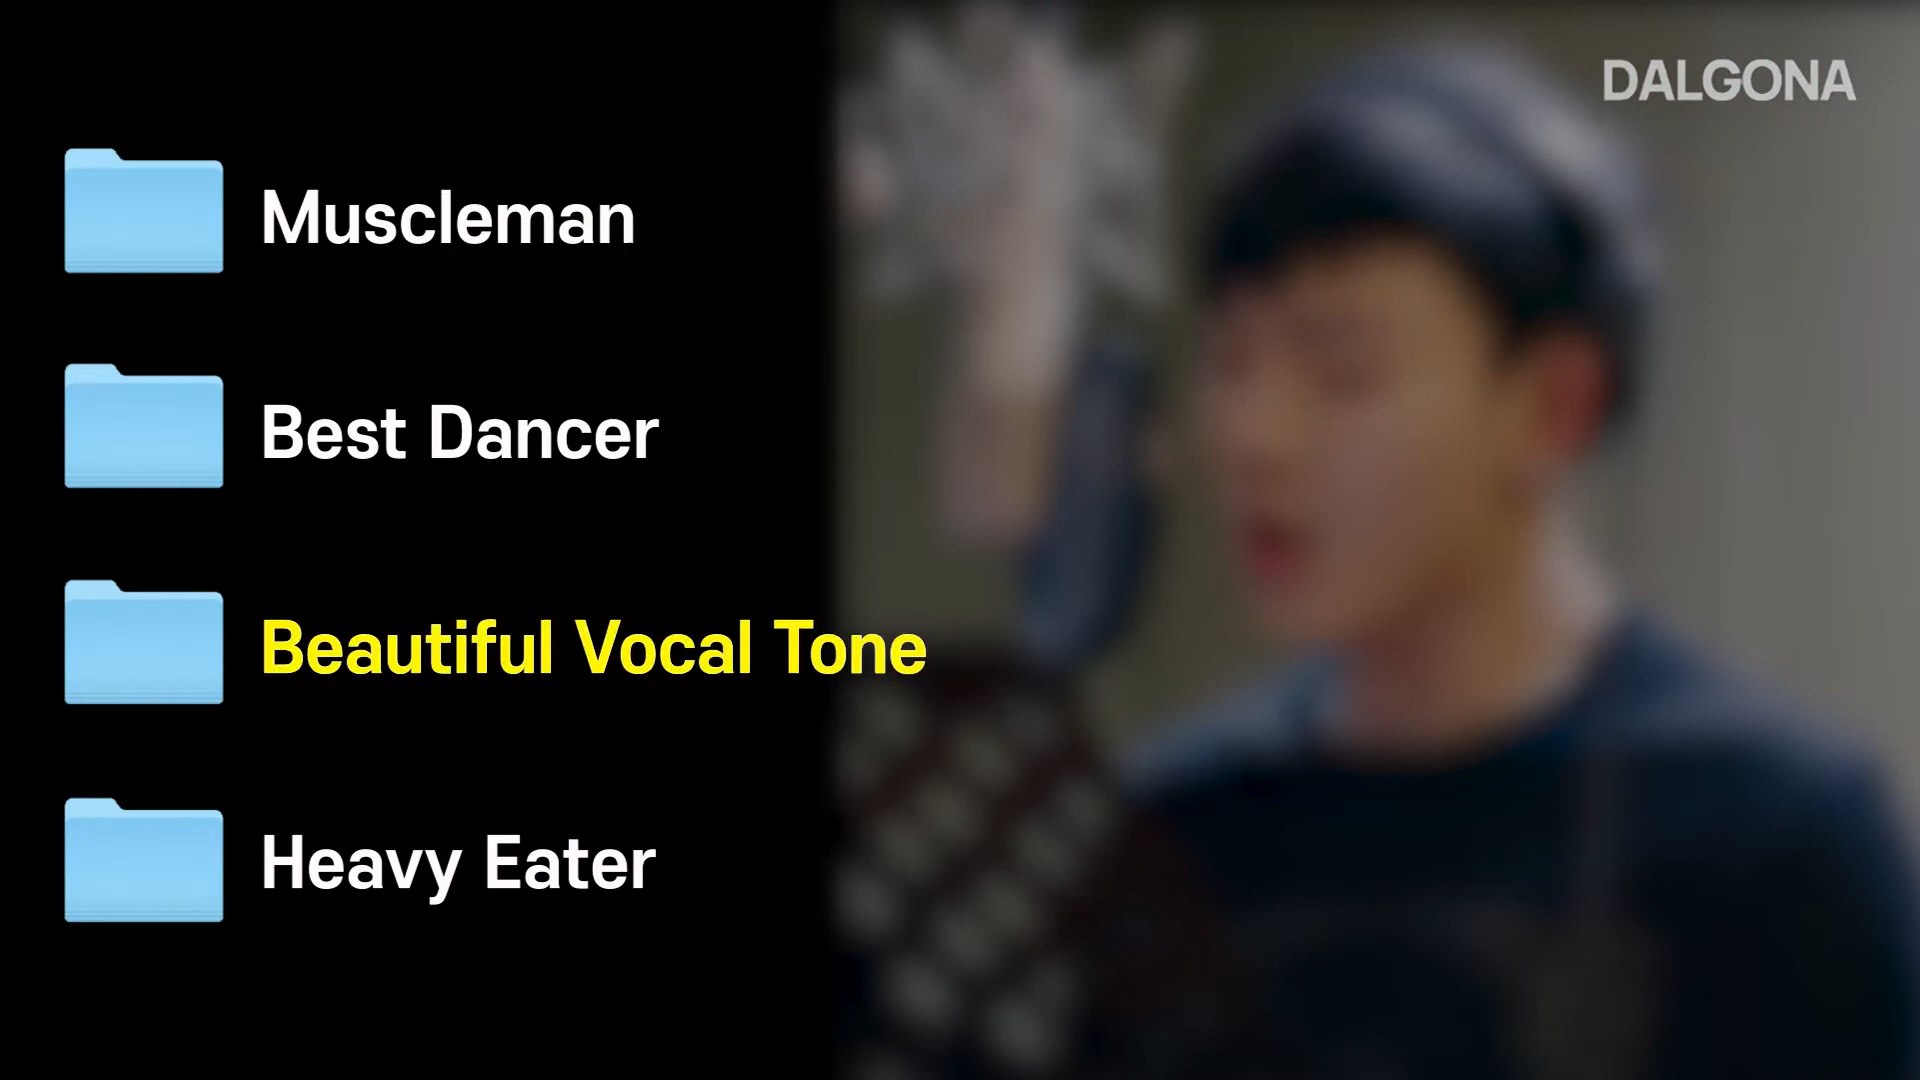 DALGONA
Muscleman
Best Dancer
Beautiful Vocal Tone
Heavy Eater